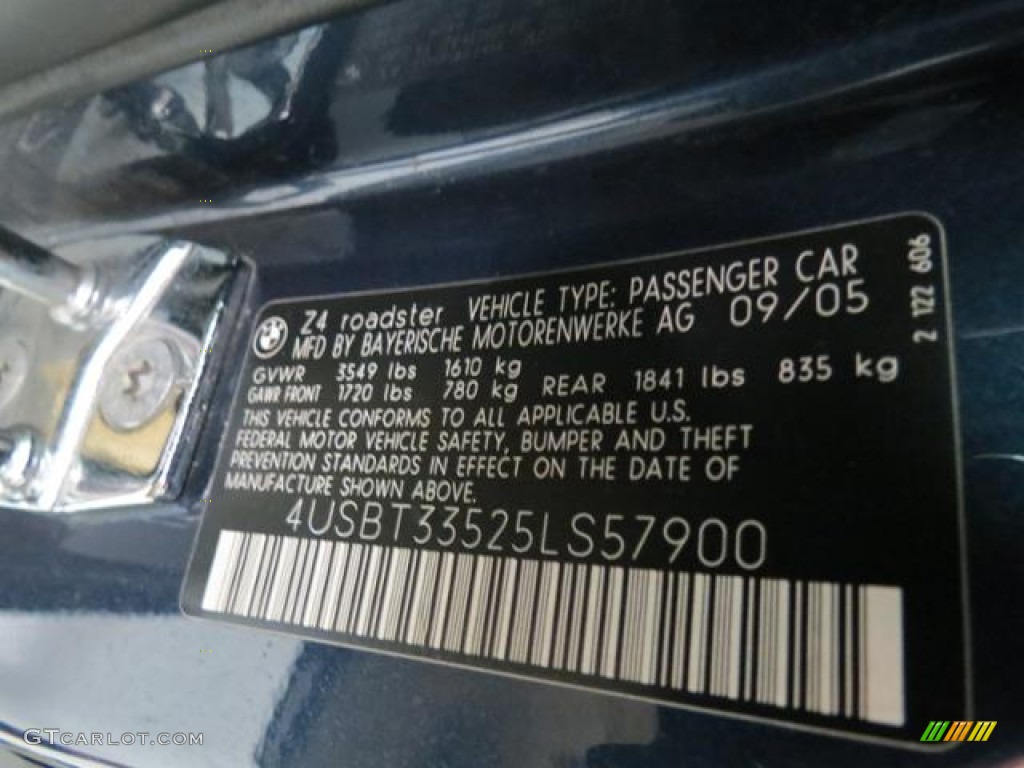 Z4 roadster VEHICLE TYPE: PASSENGER CAR
MFD BY BAYERISCHE MOTORENWERKE AG 09/05
GVWR 3549 lbs 1610 kg
GAWR FRONT 1720 lbs 780 kg REAR 1841 lbs 835 kg
THIS VEHICLE CONFORMS TO ALL APPLICABLE U.S.
FEDERAL MOTOR VEHICLE SAFETY, BUMPER AND THEFT
PREVENTION STANDARDS IN EFFECT ON THE DATE OF
MANUFACTURE SHOWN ABOVE.
4USBT33525LS57900
2 122 606
GTCARLOT.COM